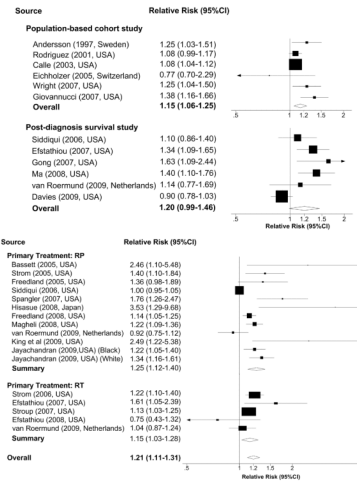 Source Relative Risk (95%CI)
Population-based cohort study
Andersson (1997, Sweden) 1.25 (1.03-1.51)
Rodriguez (2001, USA) 1.08 (0.99-1.17)
Calle (2003, USA) 1.08 (1.04-1.12)
Eichholzer (2005, Switzerland) 0.77 (0.70-2.29)
Wright (2007, USA) 1.25 (1.04-1.50)
Giovannucci (2007, USA) 1.38 (1.16-1.66)
Overall 1.15 (1.06-1.25)
.5 1 1.2 1.5 2
Post-diagnosis survival study
Siddiqui (2006, USA) 1.10 (0.86-1.40)
Efstathiou (2007, USA) 1.34 (1.09-1.65)
Gong (2007, USA) 1.63 (1.09-2.44)
Ma (2008, USA) 1.40 (1.10-1.76)
van Roermund (2009, Netherlands) 1.14 (0.77-1.69)
Davies (2009, USA) 0.90 (0.78-1.03)
Overall 1.20 (0.99-1.46)
.5 1 1.2 1.5 2
Relative Risk (95%CI)
Source Relative Risk (95%CI)
Primary Treatment: RP
Bassett (2005, USA) 2.46 (1.10-5.48)
Strom (2005, USA) 1.40 (1.10-1.84)
Freedland (2005, USA) 1.36 (0.98-1.89)
Siddiqui (2006, USA) 1.00 (0.95-1.05)
Spangler (2007, USA) 1.76 (1.26-2.47)
Hisasue (2008, Japan) 3.53 (1.29-9.68)
Freedland (2008, USA) 1.14 (1.05-1.25)
Magheli (2008, USA) 1.22 (1.09-1.36)
van Roermund (2009, Netherlands) 0.92 (0.75-1.12)
King et al (2009, USA) 2.49 (1.22-5.38)
Jayachandran (2009,USA) (Black) 1.22 (1.05-1.40)
Jayachandran (2009,USA) (White) 1.34 (1.16-1.61)
Summary 1.25 (1.12-1.40)
Primary Treatment: RT
Strom (2006, USA) 1.22 (1.10-1.40)
Efstathiou (2007, USA) 1.61 (1.05-2.39)
Stroup (2007, USA) 1.13 (1.03-1.25)
Efstathiou (2008, USA) 0.75 (0.43-1.32)
van Roermund (2009, Netherlands) 1.04 (0.87-1.24)
Summary 1.15 (1.03-1.28)
Overall 1.21 (1.11-1.31)
.5 1 1.2 1.5 2
Relative Risk (95%CI)